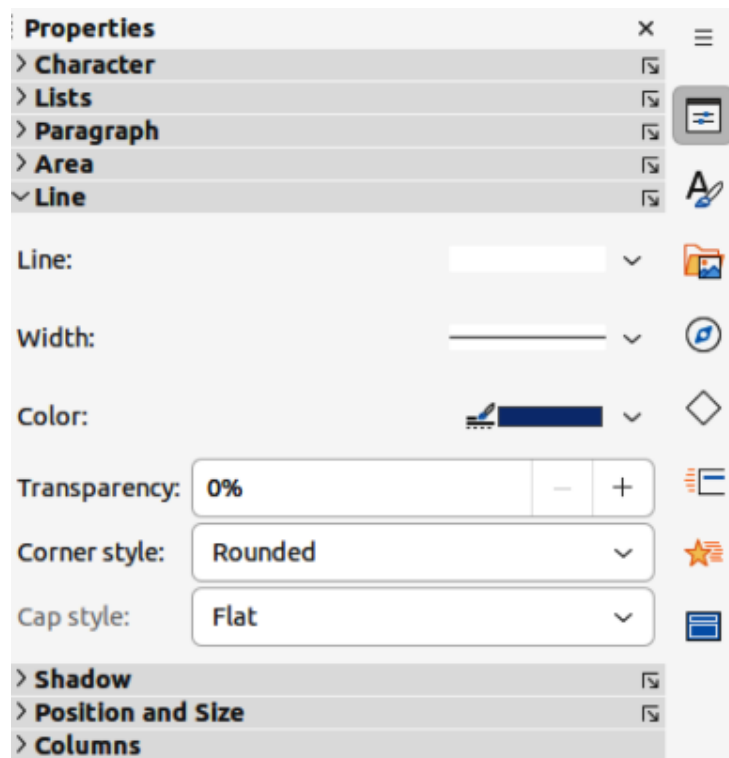 Properties
Character
Lists
Paragraph
Area
Line
Line:
Width:
Color:
Transparency: 0%
Corner style: Rounded
Cap style: Flat
Shadow
Position and Size
Columns